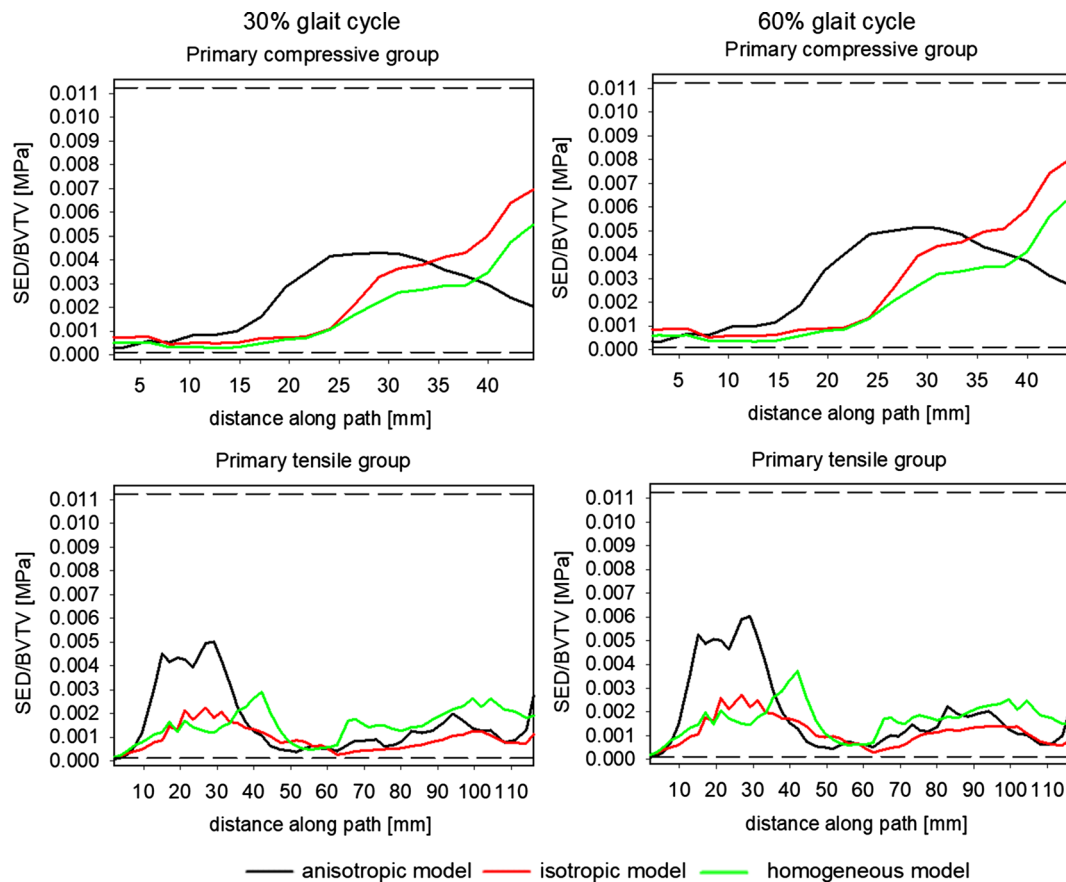 30% glait cycle
60% glait cycle
Primary compressive group
Primary compressive group
SED/BVTV [MPa]
0.011
0.010
0.009
0.008
0.007
0.006
0.005
0.004
0.003
0.002
0.001
0.000
5 10 15 20 25 30 35 40
distance along path [mm]
SED/BVTV [MPa]
0.011
0.010
0.009
0.008
0.007
0.006
0.005
0.004
0.003
0.002
0.001
0.000
5 10 15 20 25 30 35 40
distance along path [mm]
Primary tensile group
SED/BVTV [MPa]
0.011
0.010
0.009
0.008
0.007
0.006
0.005
0.004
0.003
0.002
0.001
0.000
10 20 30 40 50 60 70 80 90 100 110
distance along path [mm]
Primary tensile group
SED/BVTV [MPa]
0.011
0.010
0.009
0.008
0.007
0.006
0.005
0.004
0.003
0.002
0.001
0.000
10 20 30 40 50 60 70 80 90 100 110
distance along path [mm]
anisotropic model isotropic model homogeneous model